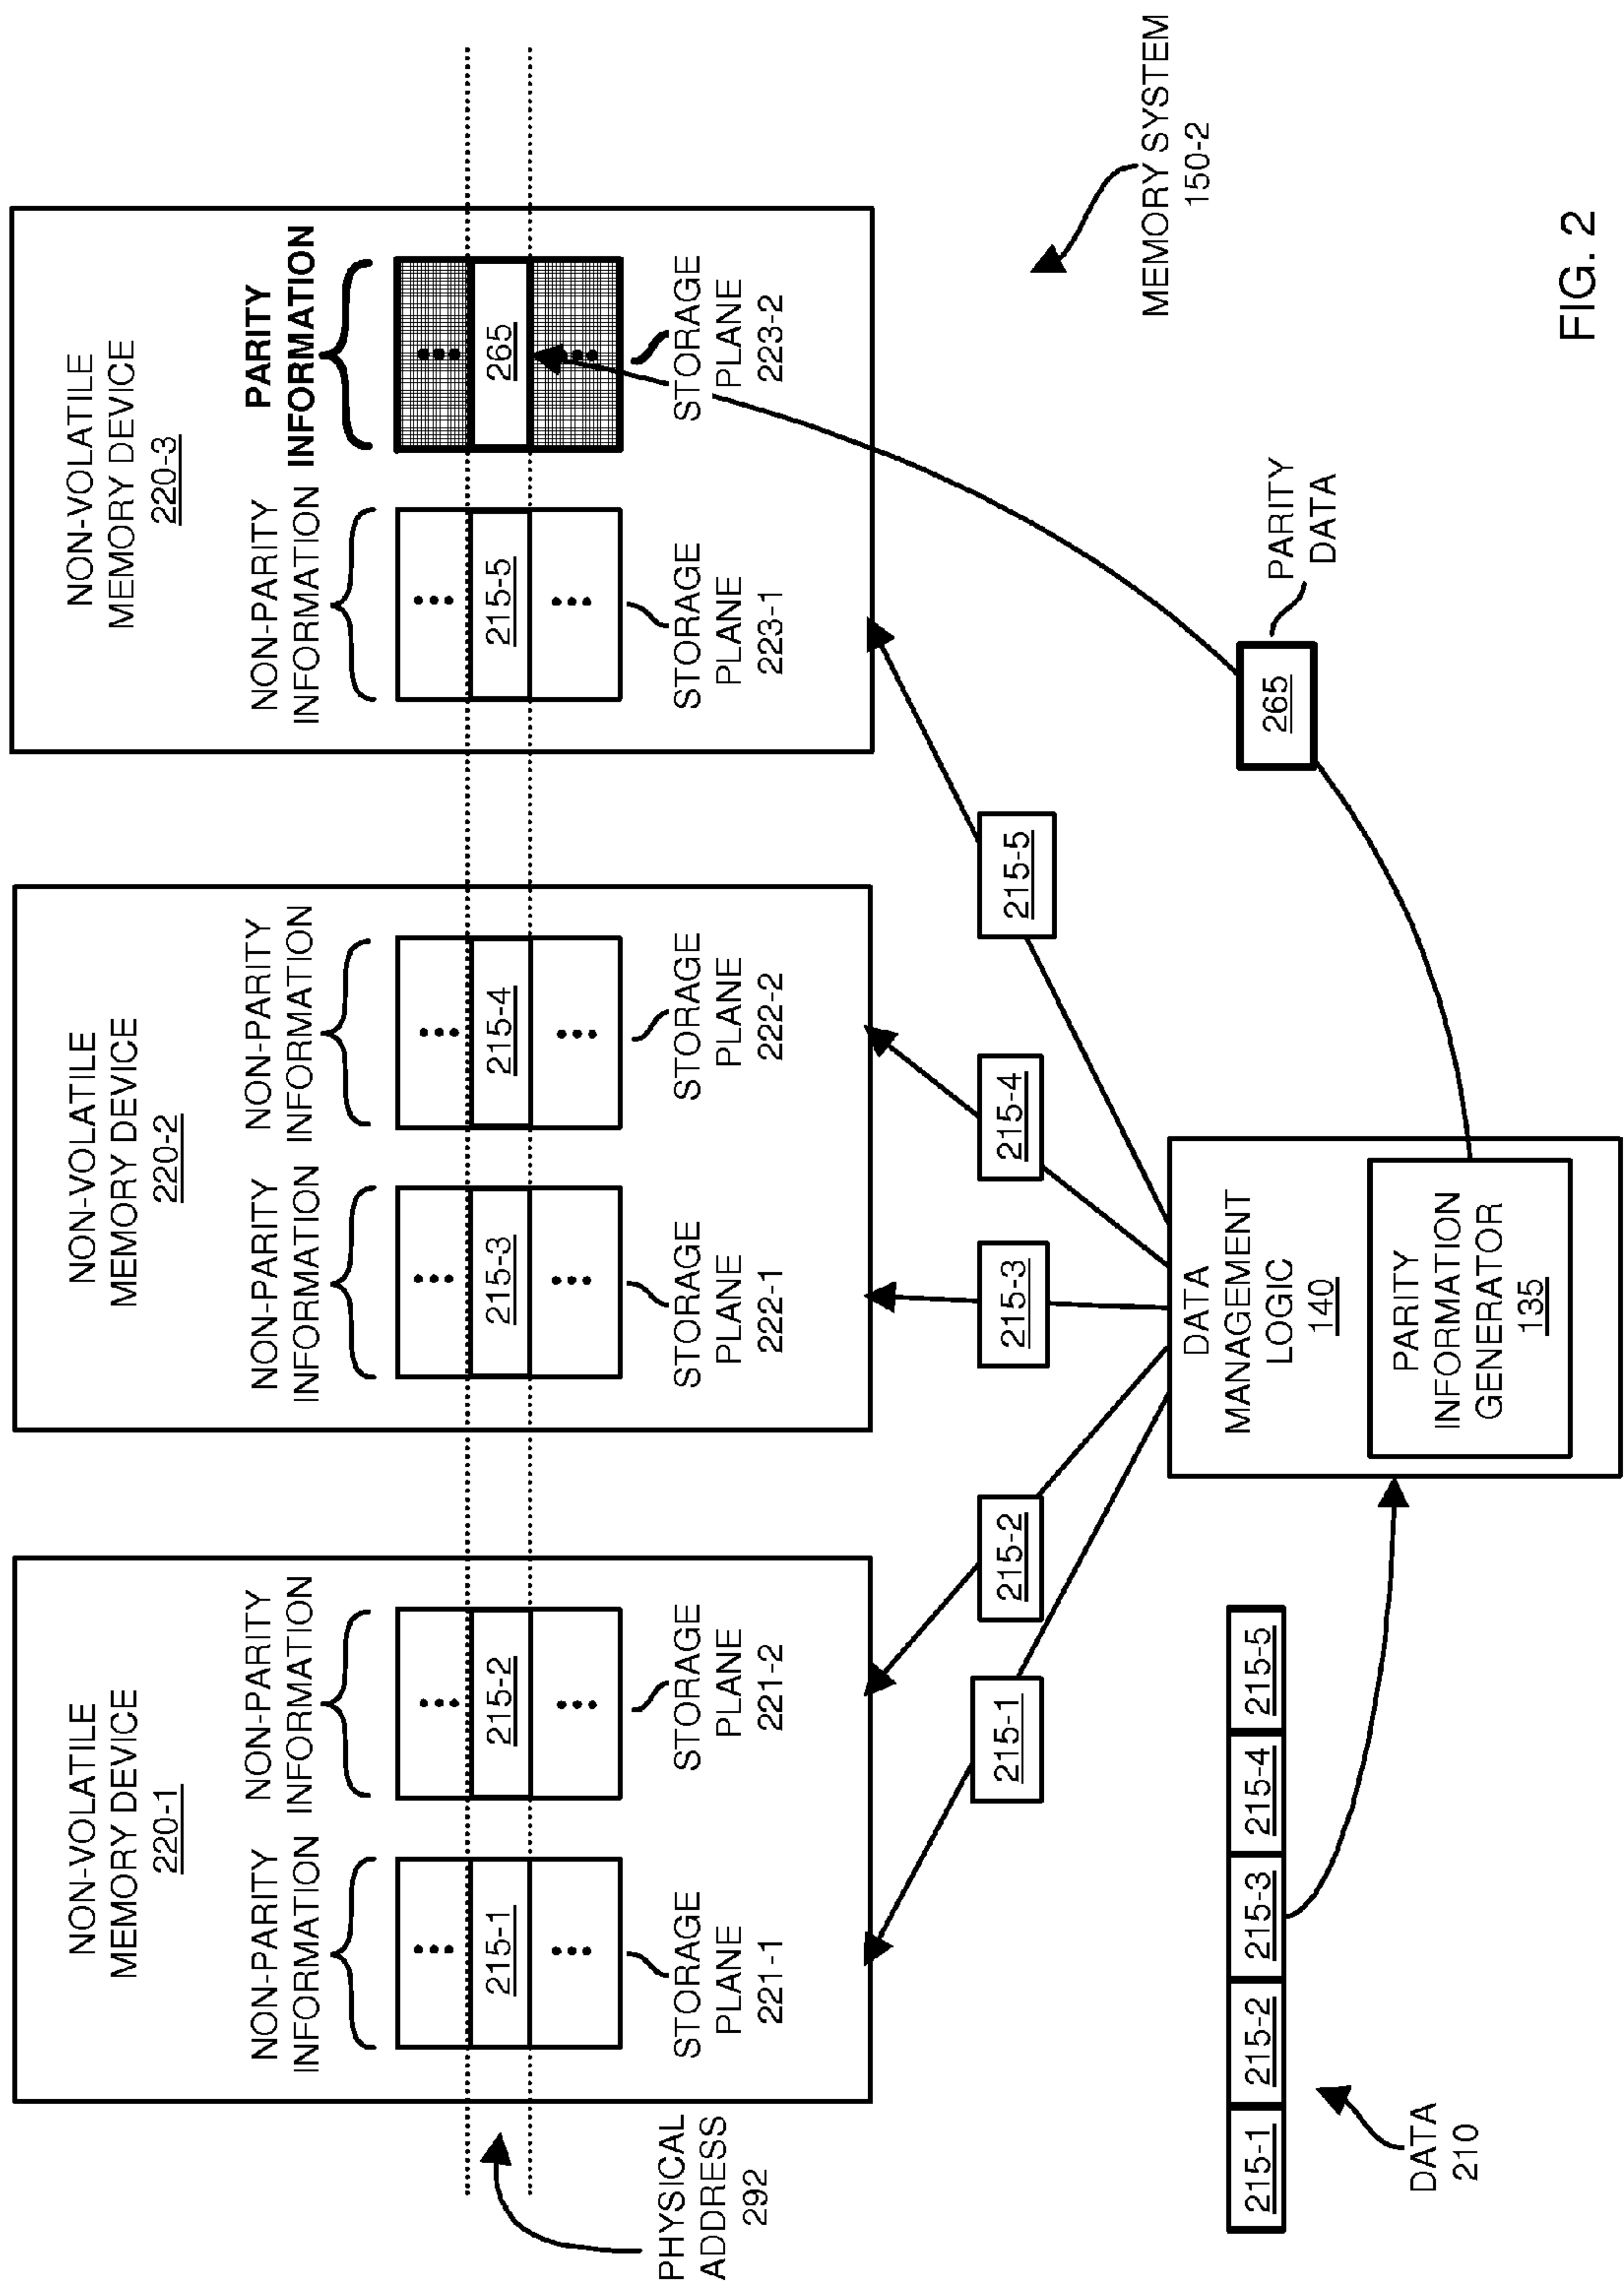 NON-VOLATILE
MEMORY DEVICE
220-1
NON-PARITY
INFORMATION
NON-PARITY
INFORMATION
215-1
215-2
STORAGE
PLANE
221-1
STORAGE
PLANE
221-2
NON-VOLATILE
MEMORY DEVICE
220-2
NON-PARITY
INFORMATION
NON-PARITY
INFORMATION
215-3
215-4
STORAGE
PLANE
222-1
STORAGE
PLANE
222-2
NON-VOLATILE
MEMORY DEVICE
220-3
NON-PARITY
INFORMATION
PARITY
INFORMATION
215-5
265
STORAGE
PLANE
223-1
STORAGE
PLANE
223-2
PHYSICAL
ADDRESS
292
215-1
215-2
215-3
215-4
215-5
265
PARITY
DATA
MEMORY SYSTEM
150-2
DATA
MANAGEMENT
LOGIC
140
PARITY
INFORMATION
GENERATOR
135
215-1
215-2
215-3
215-4
215-5
DATA
210
FIG. 2